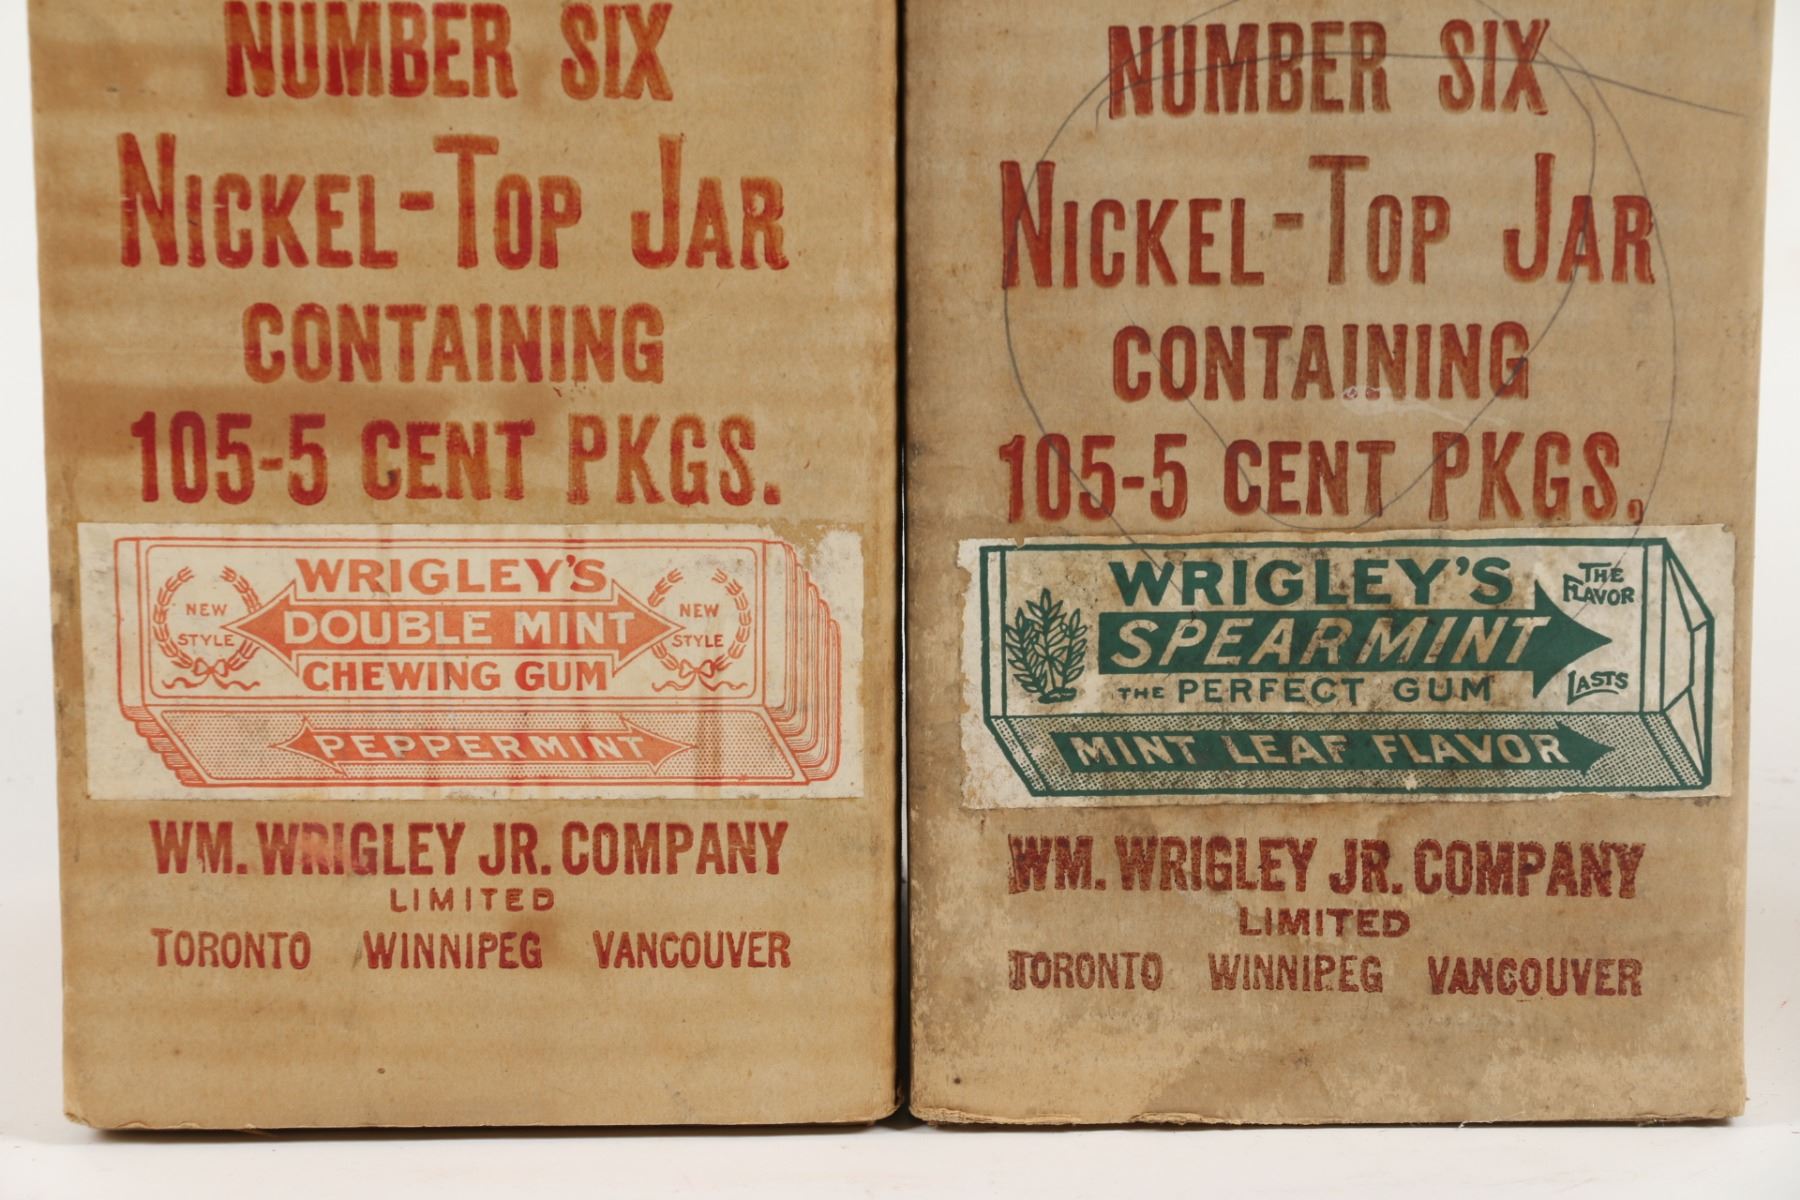 NUMBER SIX
NICKEL-TOP JAR
CONTAINING
105-5 CENT PKGS.
WRIGLEY'S
NEW STYLE
DOUBLE MINT
NEW STYLE
CHEWING GUM
PEPPERMINT
WM. WRIGLEY JR. COMPANY
LIMITED
TORONTO WINNIPEG VANCOUVER
NUMBER SIX
NICKEL-TOP JAR
CONTAINING
105-5 CENT PKGS.
WRIGLEY'S
SPEARMINT
THE PERFECT GUM
THE FLAVOR
LASTS
MINT LEAF FLAVOR
WM. WRIGLEY JR. COMPANY
LIMITED
TORONTO WINNIPEG VANCOUVER